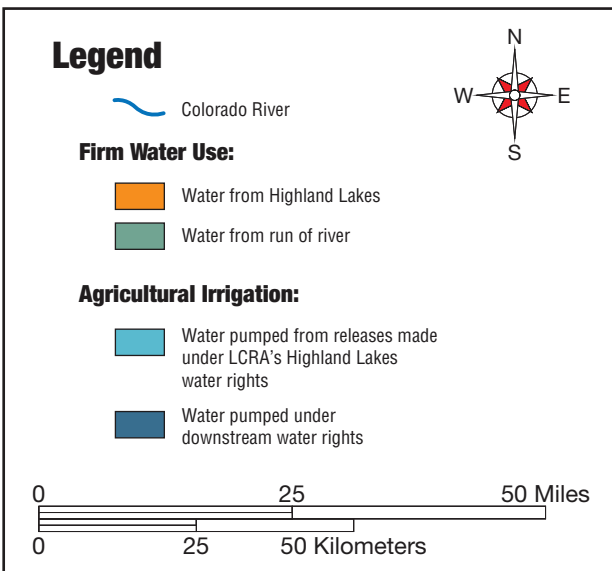 Legend
N
W E
S
Colorado River
Firm Water Use:
Water from Highland Lakes
Water from run of river
Agricultural Irrigation:
Water pumped from releases made
under LCRA's Highland Lakes
water rights
Water pumped under
downstream water rights
0 25 50 Miles
0 25 50 Kilometers